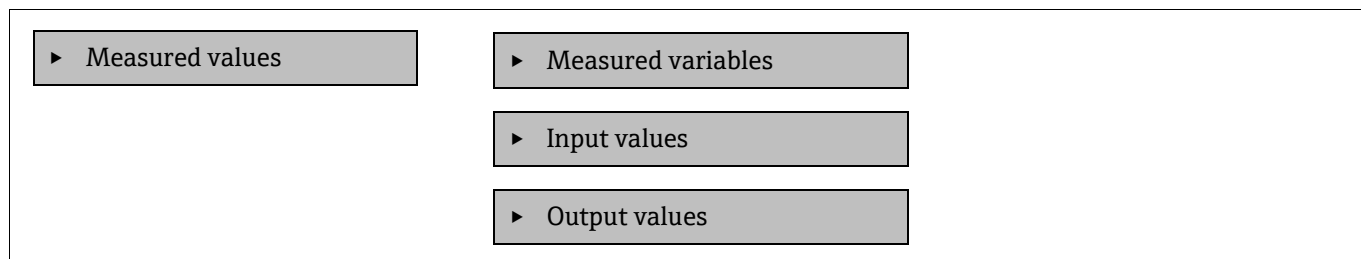 ▸ Measured values
▸ Measured variables
▸ Input values
▸ Output values